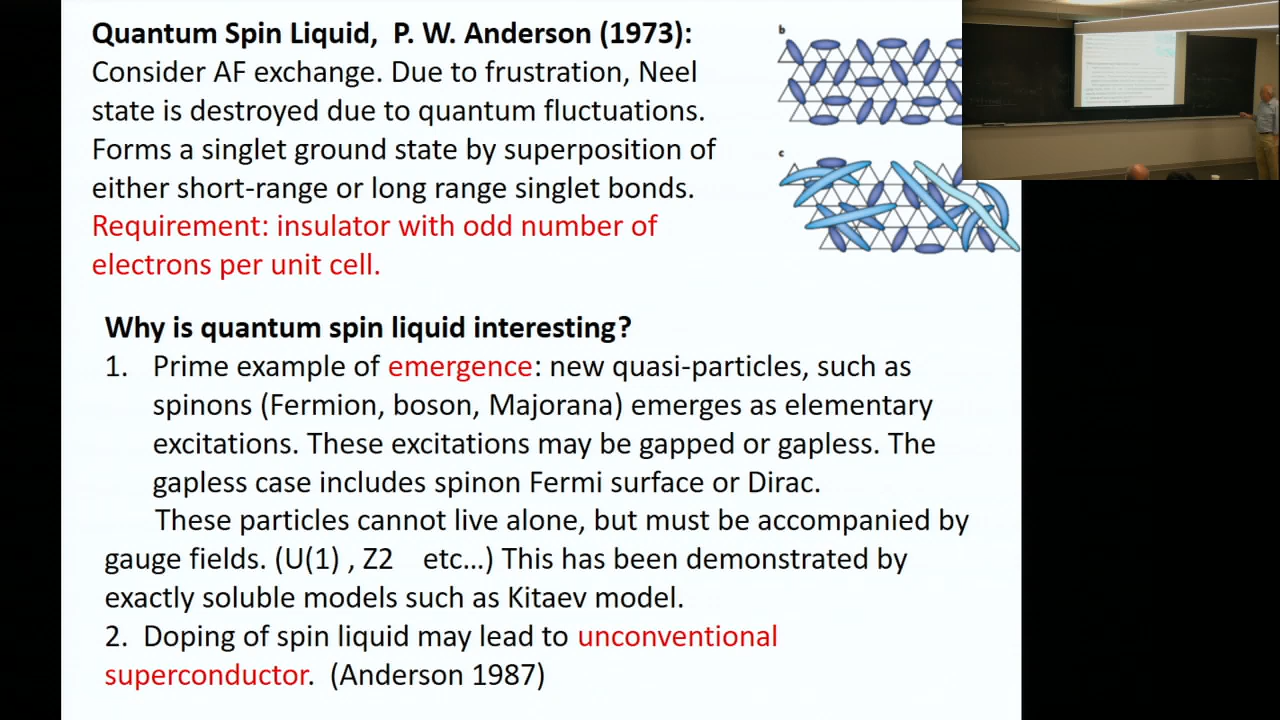 Quantum Spin Liquid,  P. W. Anderson (1973):
Consider AF exchange. Due to frustration, Neel
state is destroyed due to quantum fluctuations.
Forms a singlet ground state by superposition of
either short-range or long range singlet bonds.
Requirement: insulator with odd number of
electrons per unit cell.
b
c
Why is quantum spin liquid interesting?
1. Prime example of emergence: new quasi-particles, such as
spinons (Fermion, boson, Majorana) emerges as elementary
excitations. These excitations may be gapped or gapless. The
gapless case includes spinon Fermi surface or Dirac.
These particles cannot live alone, but must be accompanied by
gauge fields. (U(1) , Z2   etc…) This has been demonstrated by
exactly soluble models such as Kitaev model.
2. Doping of spin liquid may lead to unconventional
superconductor.  (Anderson 1987)